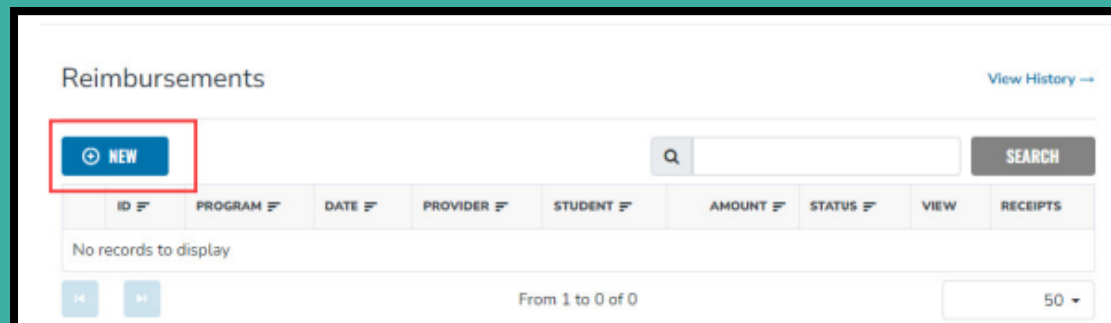 Reimbursements
View History →
NEW
SEARCH
ID PROGRAM DATE PROVIDER STUDENT AMOUNT STATUS VIEW RECEIPTS
No records to display
From 1 to 0 of 0
50